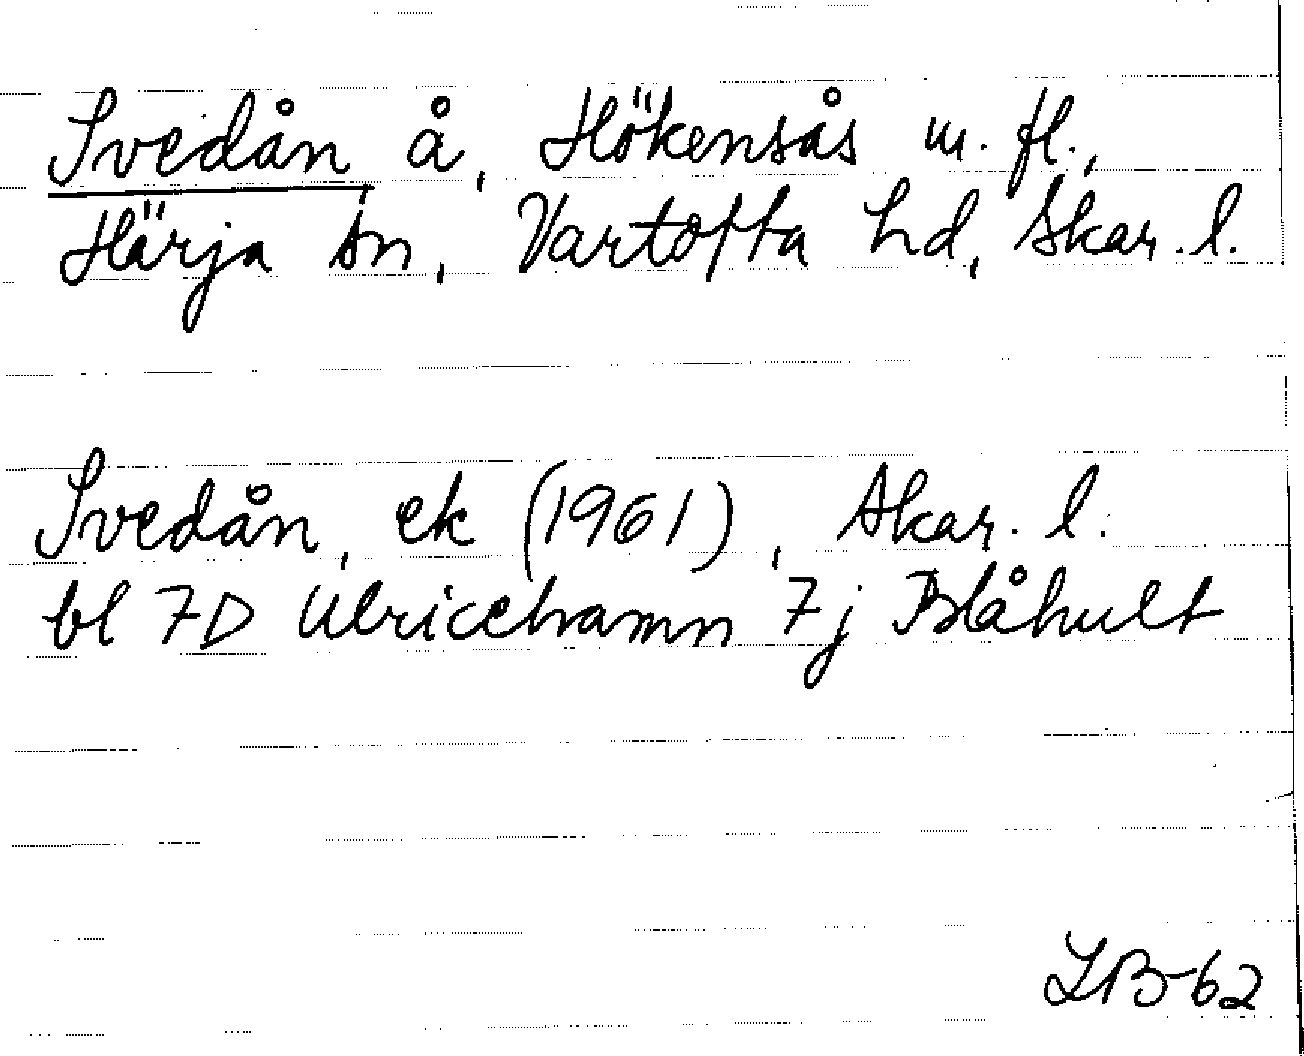 Svedån å, Hökensås m. fl.,
Härja sn, Vartofta hd, Skar. l.
Svedån, ek (1961), Skar. l.
bl 7D Ulricehamn 7j Blåhult
LB-62